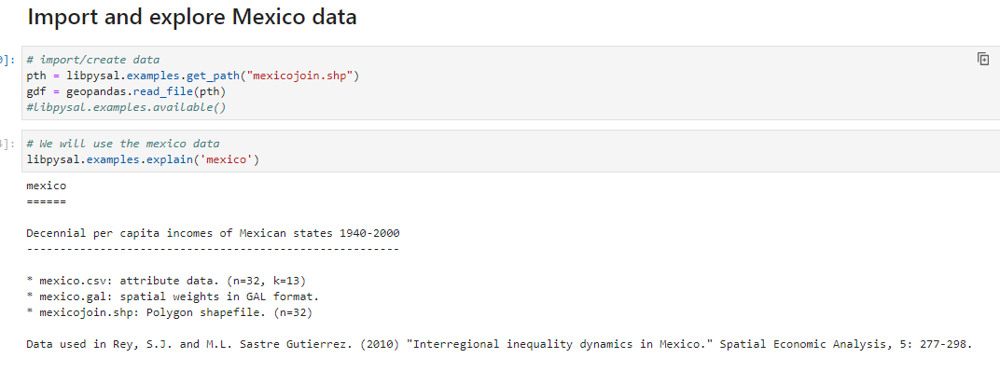 Import and explore Mexico data
]:
# import/create data
pth = libpysal.examples.get_path("mexicojoin.shp")
gdf = geopandas.read_file(pth)
#libpysal.examples.available()
]:
# We will use the mexico data
libpysal.examples.explain('mexico')
mexico
======
Decennial per capita incomes of Mexican states 1940-2000
--------------------------------------------------------
* mexico.csv: attribute data. (n=32, k=13)
* mexico.gal: spatial weights in GAL format.
* mexicojoin.shp: Polygon shapefile. (n=32)
Data used in Rey, S.J. and M.L. Sastre Gutierrez. (2010) "Interregional inequality dynamics in Mexico." Spatial Economic Analysis, 5: 277-298.